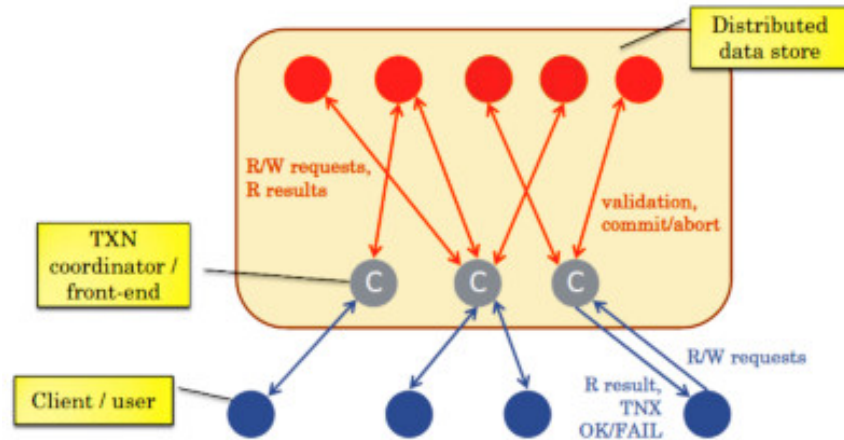 Distributed
data store
R/W requests,
R results
validation,
commit/abort
TXN
coordinator /
front-end
C
C
C
R/W requests
Client / user
R result,
TNX
OK/FAIL